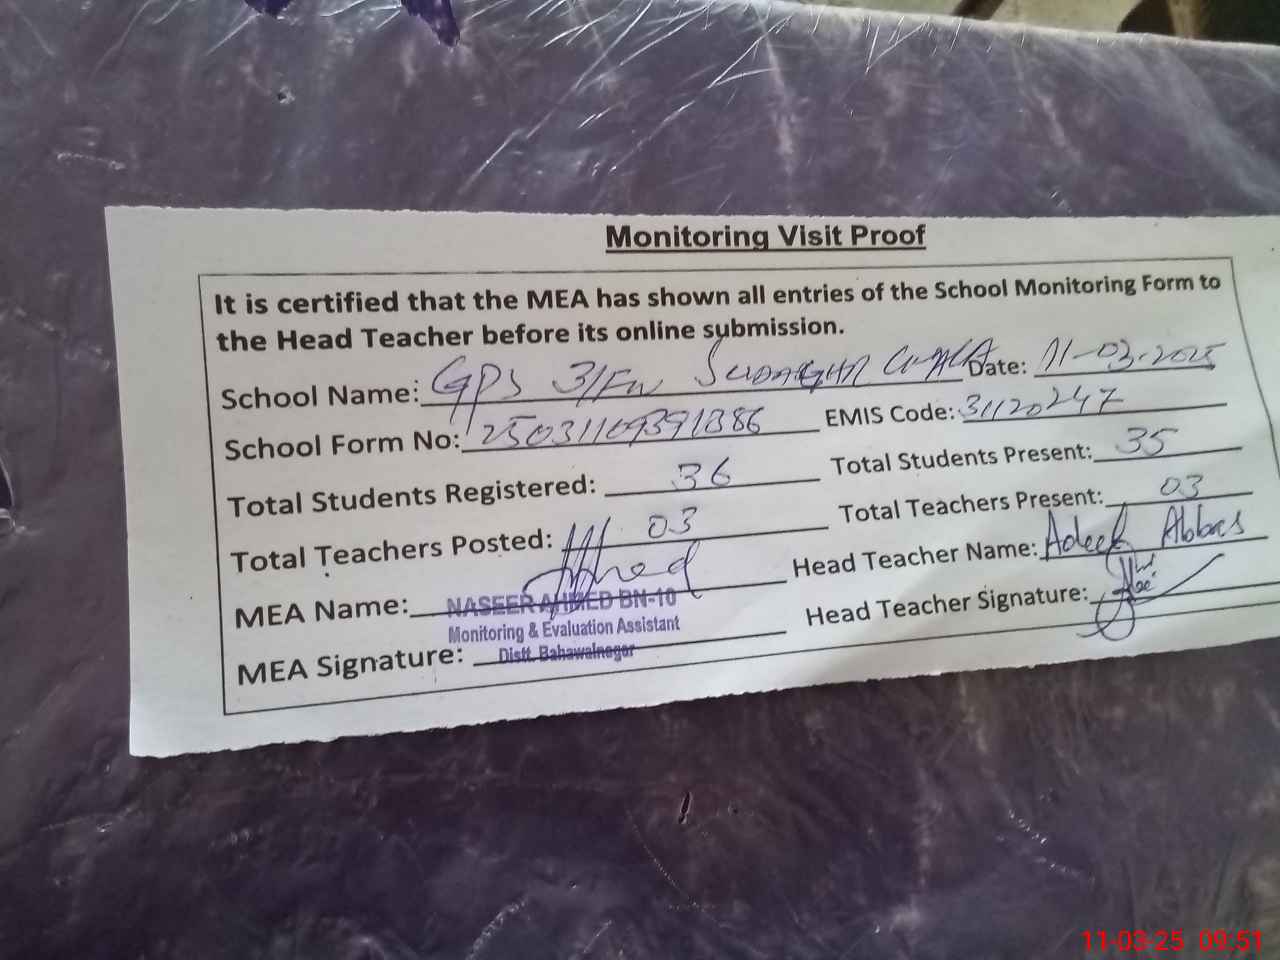 Monitoring Visit Proof
It is certified that the MEA has shown all entries of the School Monitoring Form to
the Head Teacher before its online submission.
School Name: GPS 3/FW Date: 11-03-2025
School Form No: EMIS Code: 31120247
Total Students Registered: 36 Total Students Present: 35
Total Teachers Posted: 03 Total Teachers Present: 03
MEA Name: Head Teacher Name: Adeel Abbas
NASEER AHMED BN-10
Monitoring & Evaluation Assistant
MEA Signature: Head Teacher Signature:
Distt. Bahawalnagar
11-03-25 09:51